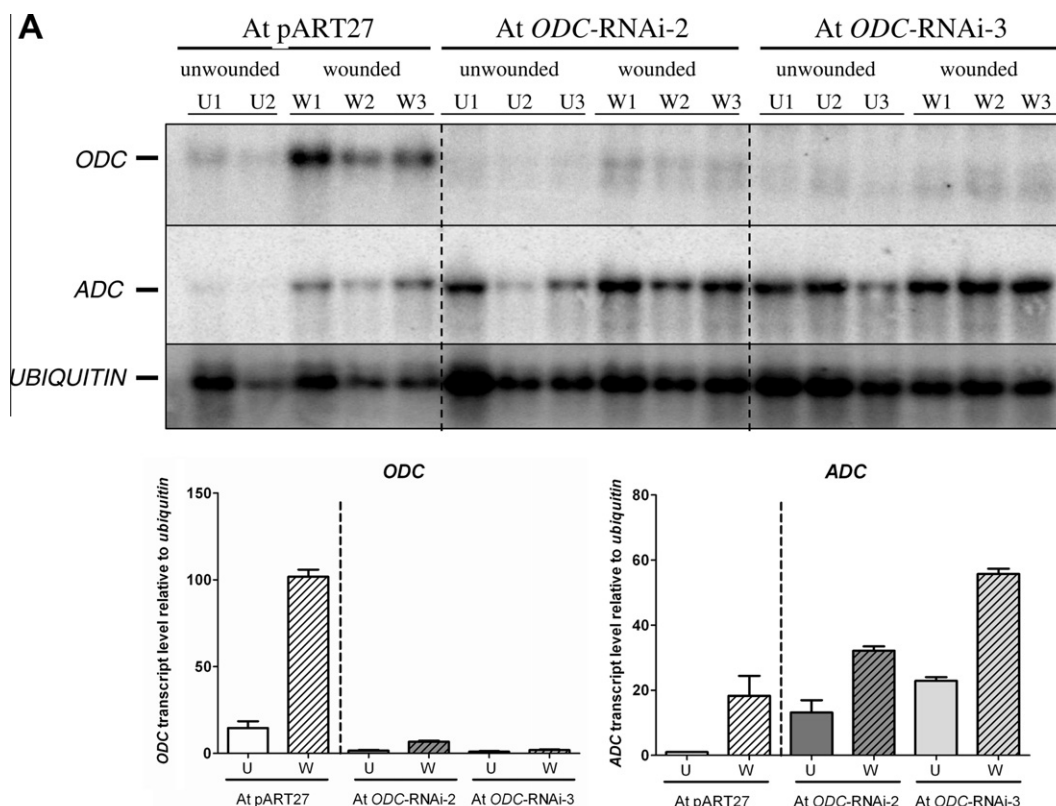 A
At pART27 At ODC-RNAi-2 At ODC-RNAi-3
unwounded wounded unwounded wounded unwounded wounded
U1 U2 W1 W2 W3 U1 U2 U3 W1 W2 W3 U1 U2 U3 W1 W2 W3
ODC
ADC
UBIQUITIN
ODC
ODC transcript level relative to ubiquitin
150
100
50
0
U W U W U W
At pART27 At ODC-RNAi-2 At ODC-RNAi-3
ADC
ADC transcript level relative to ubiquitin
80
60
40
20
0
U W U W U W
At pART27 At ODC-RNAi-2 At ODC-RNAi-3